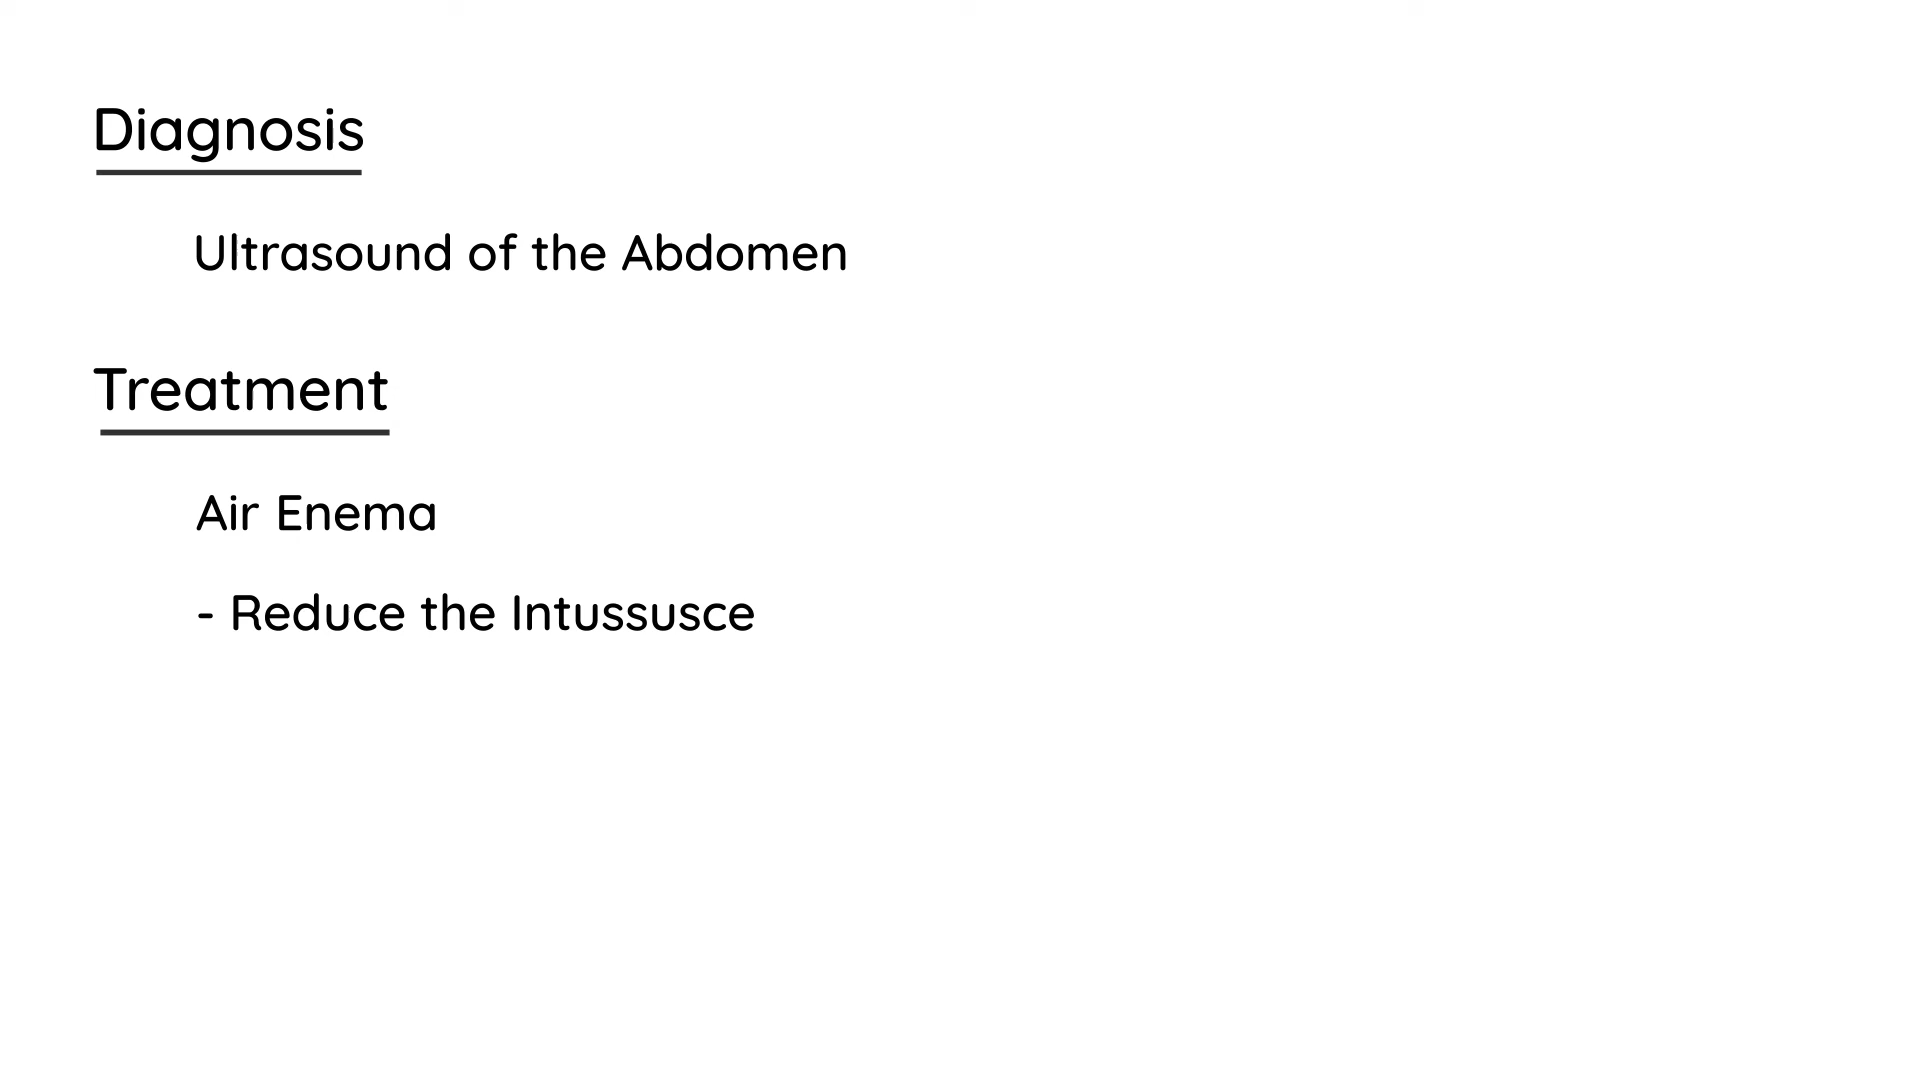 Diagnosis
Ultrasound of the Abdomen
Treatment
Air Enema
- Reduce the Intussusce